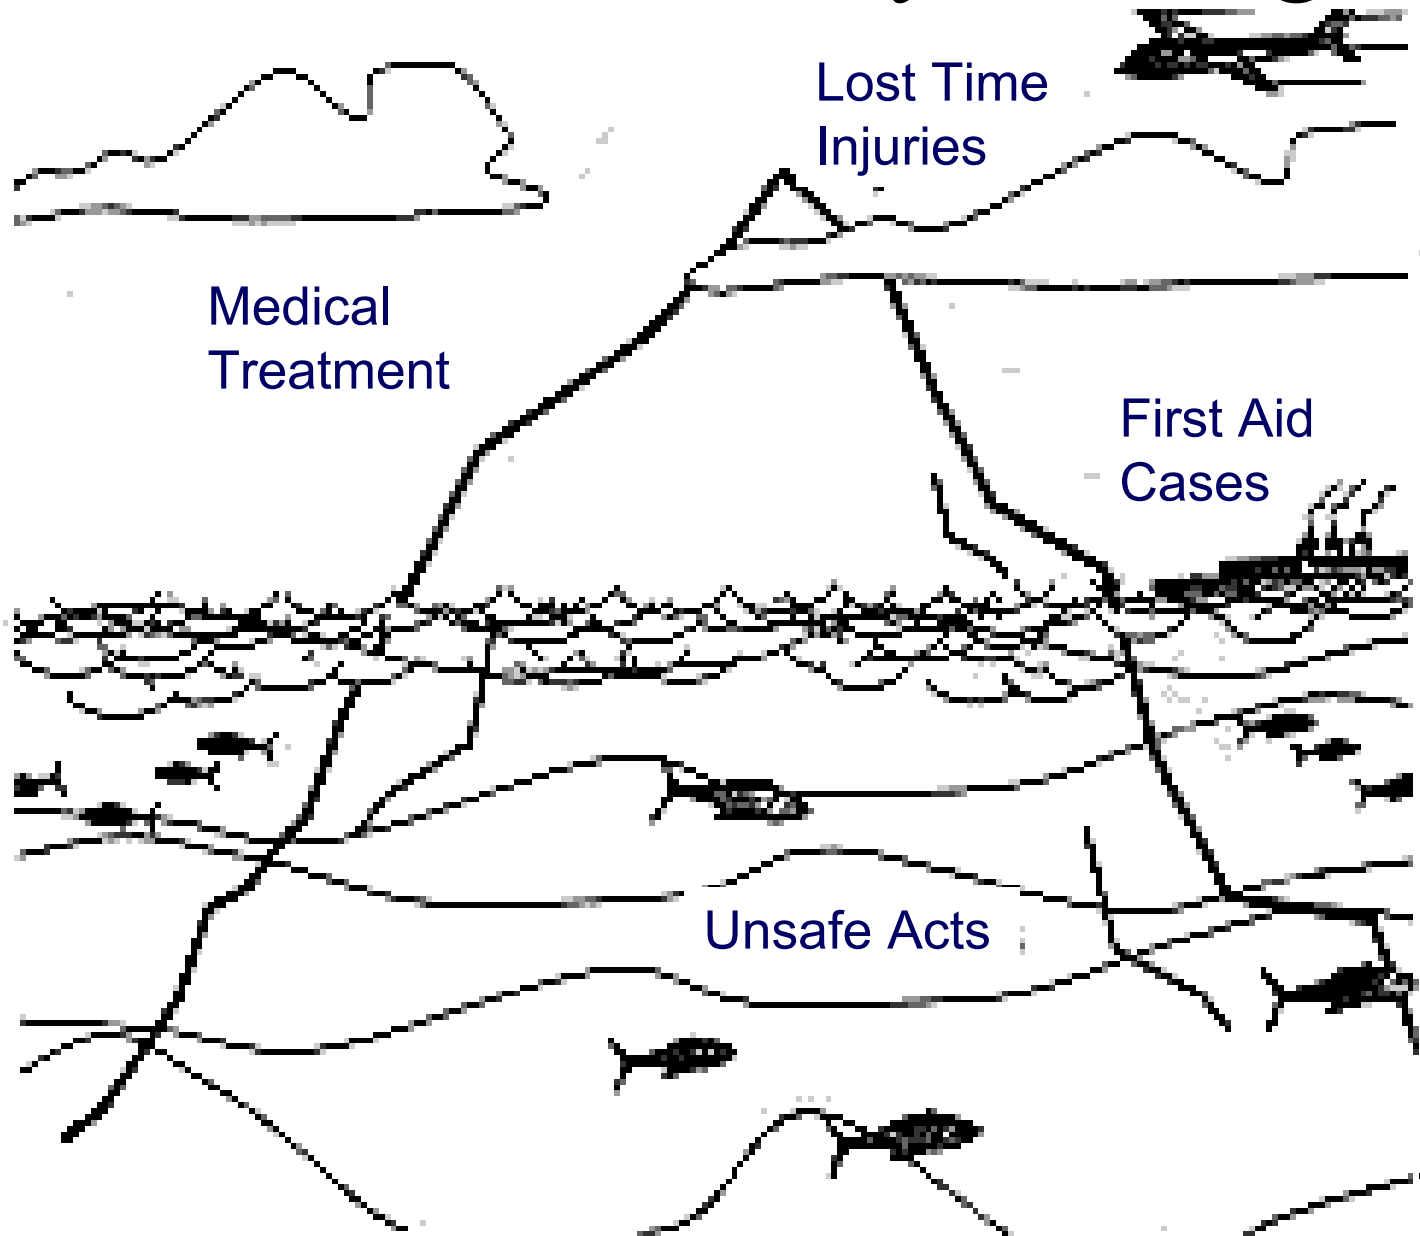 Lost Time
Injuries
Medical
Treatment
First Aid
Cases
Unsafe Acts